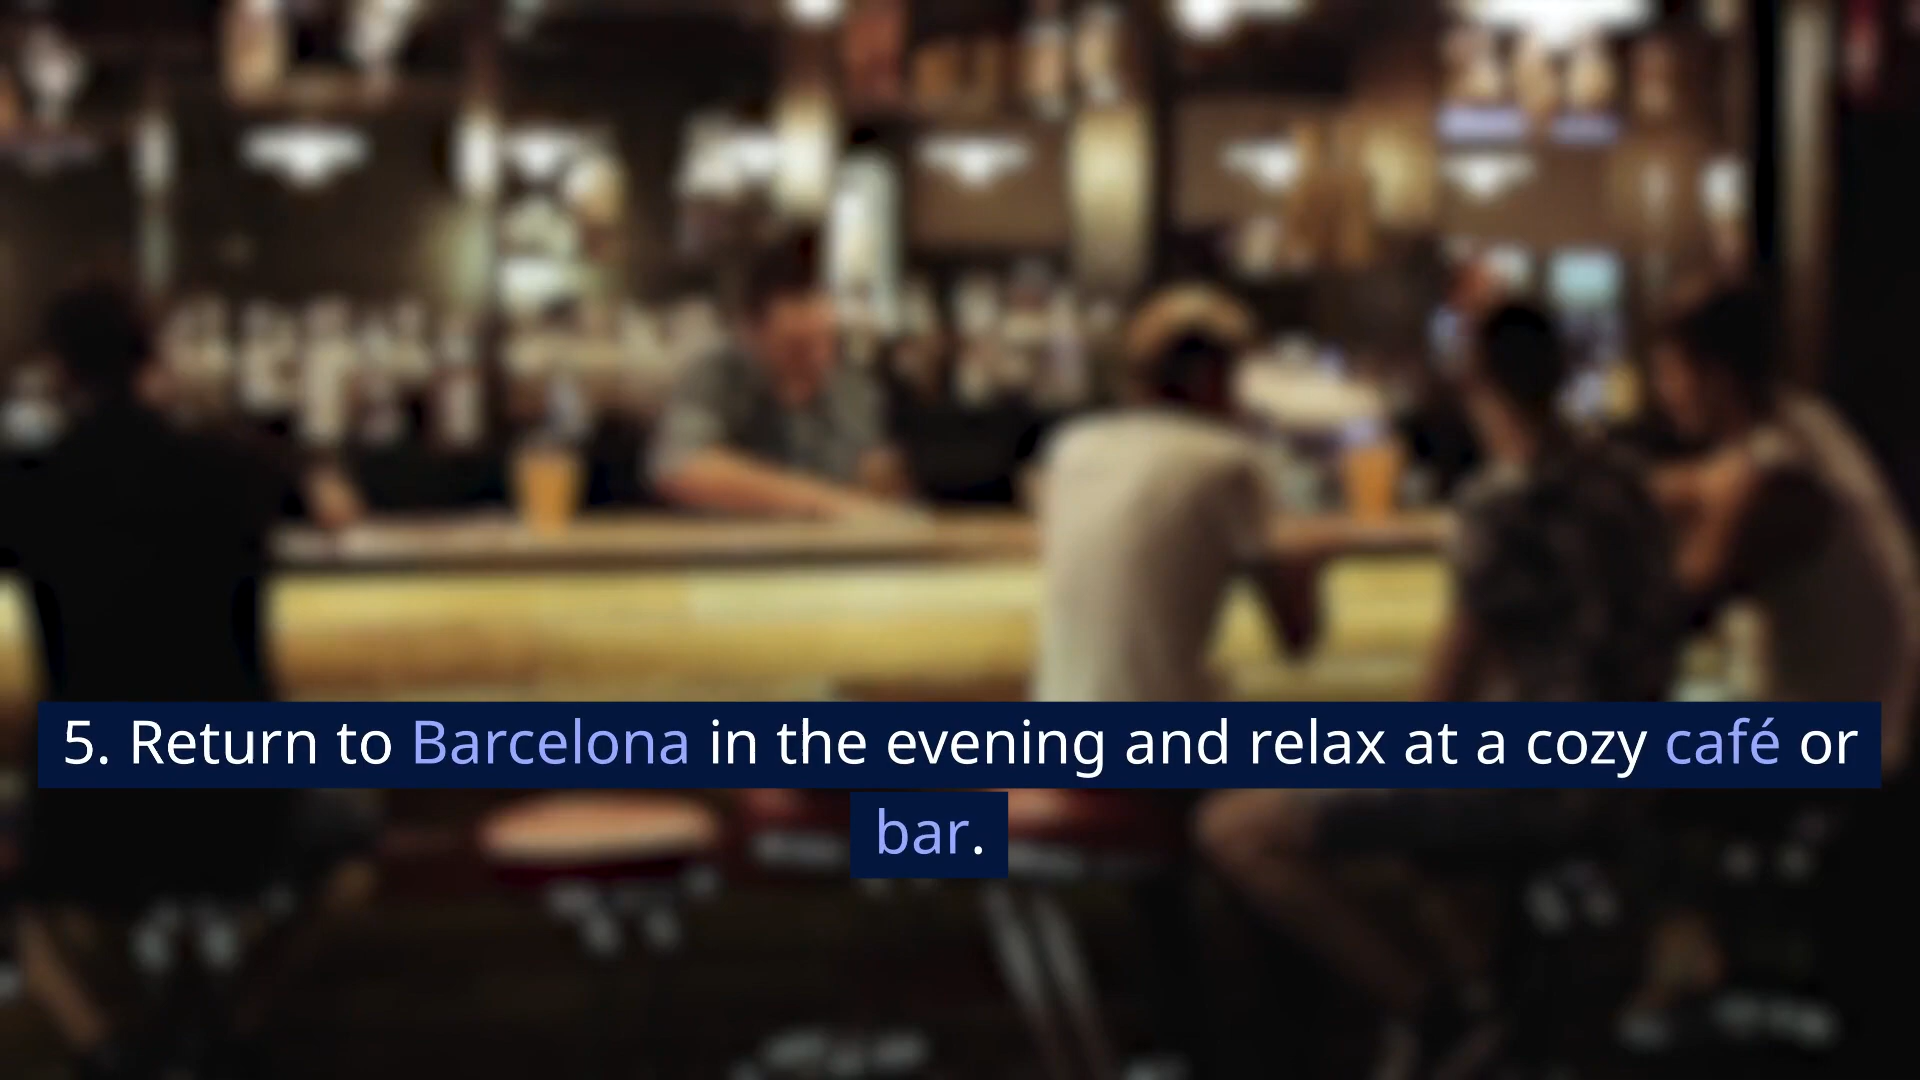 5. Return to Barcelona in the evening and relax at a cozy café or
bar.